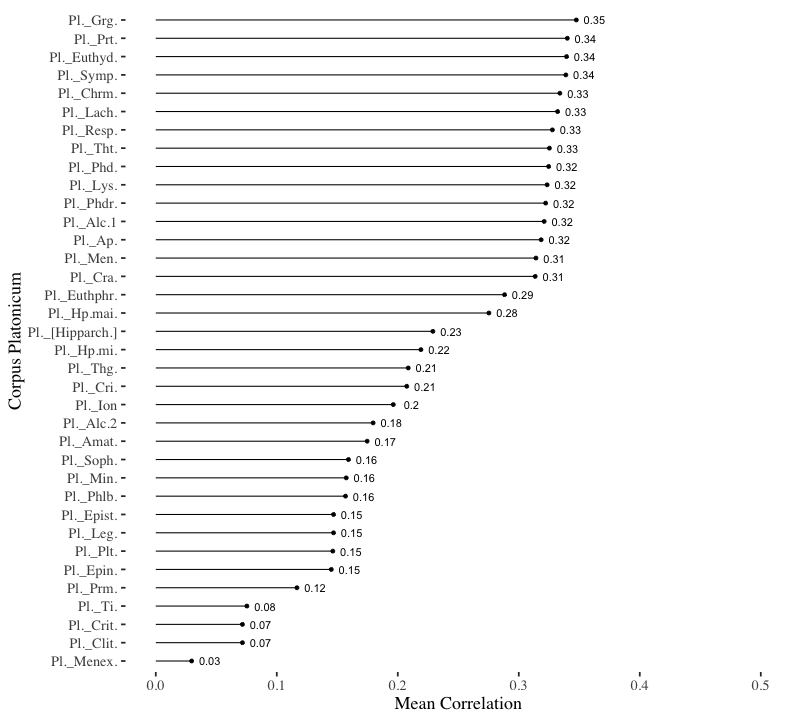 Pl._Grg. 0.35
Pl._Prt. 0.34
Pl._Euthyd. 0.34
Pl._Symp. 0.34
Pl._Chrm. 0.33
Pl._Lach. 0.33
Pl._Resp. 0.33
Pl._Tht. 0.33
Pl._Phd. 0.32
Pl._Lys. 0.32
Pl._Phdr. 0.32
Pl._Alc.1 0.32
Pl._Ap. 0.32
Pl._Men. 0.31
Pl._Cra. 0.31
Pl._Euthphr. 0.29
Pl._Hp.mai. 0.28
Pl._[Hipparch.] 0.23
Pl._Hp.mi. 0.22
Pl._Thg. 0.21
Pl._Cri. 0.21
Pl._Ion 0.2
Pl._Alc.2 0.18
Pl._Amat. 0.17
Pl._Soph. 0.16
Pl._Min. 0.16
Pl._Phlb. 0.16
Pl._Epist. 0.15
Pl._Leg. 0.15
Pl._Plt. 0.15
Pl._Epin. 0.15
Pl._Prm. 0.12
Pl._Ti. 0.08
Pl._Crit. 0.07
Pl._Clit. 0.07
Pl._Menex. 0.03
Corpus Platonicum
0.0 0.1 0.2 0.3 0.4 0.5
Mean Correlation